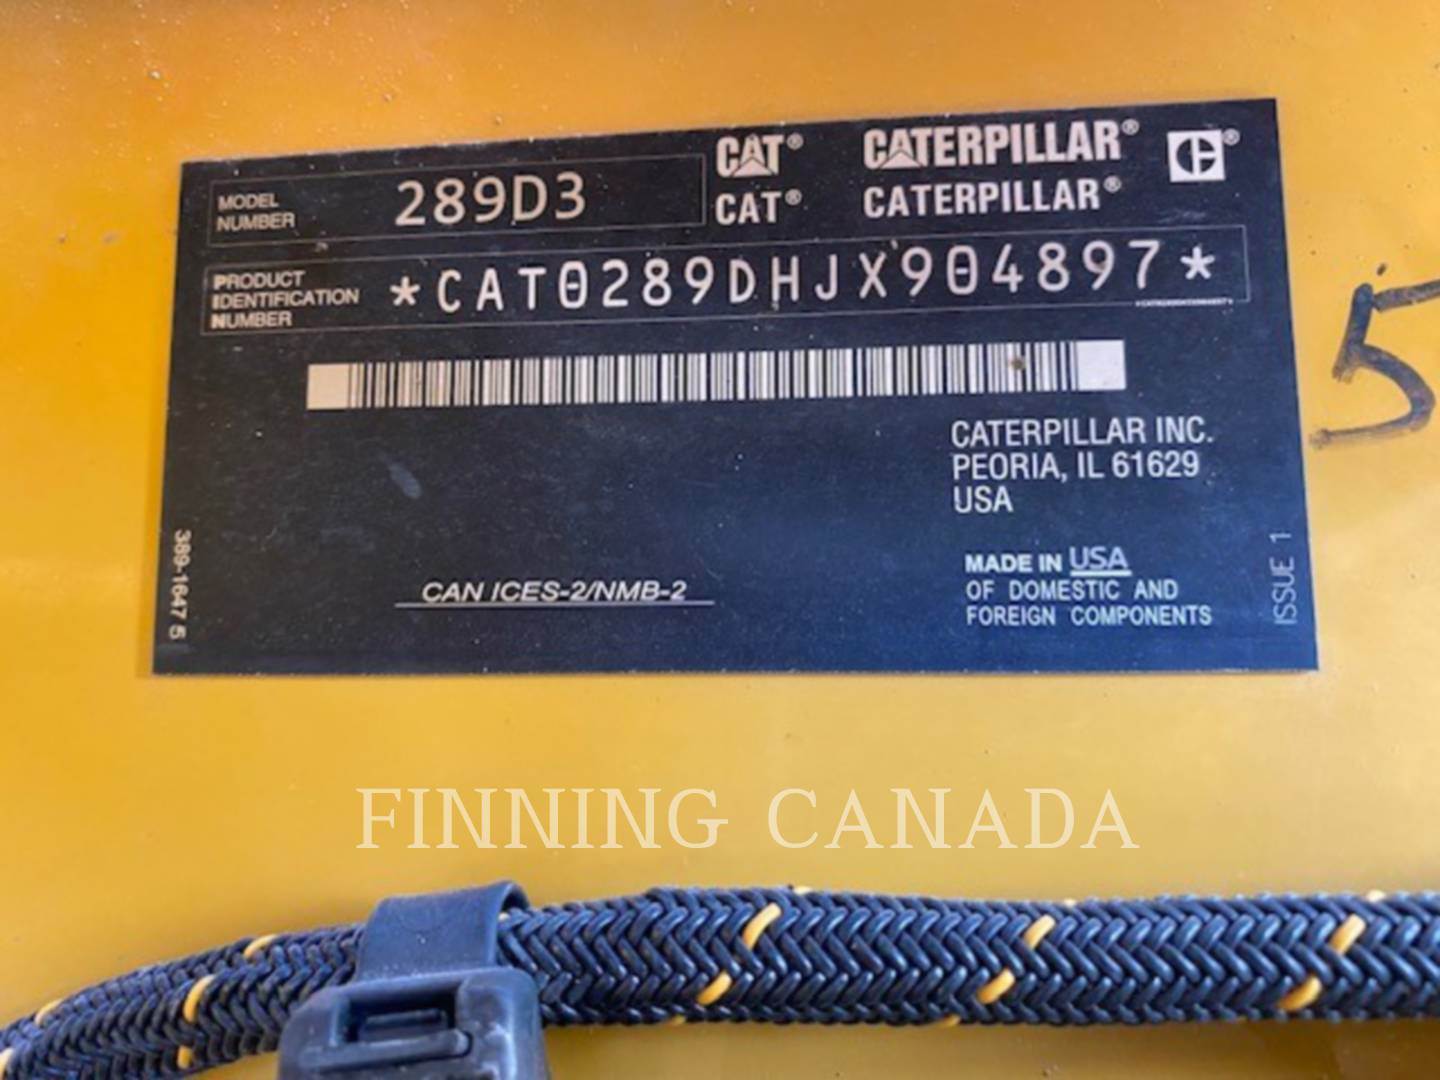 MODEL
NUMBER
289D3
CAT®
CATERPILLAR®
CAT®
CATERPILLAR®
PRODUCT
IDENTIFICATION
NUMBER
*CAT0289DHJX904897*
CATERPILLAR INC.
PEORIA, IL 61629
USA
MADE IN USA
OF DOMESTIC AND
FOREIGN COMPONENTS
CAN ICES-2/NMB-2
389-1647 5
ISSUE 1
5
FINNING CANADA